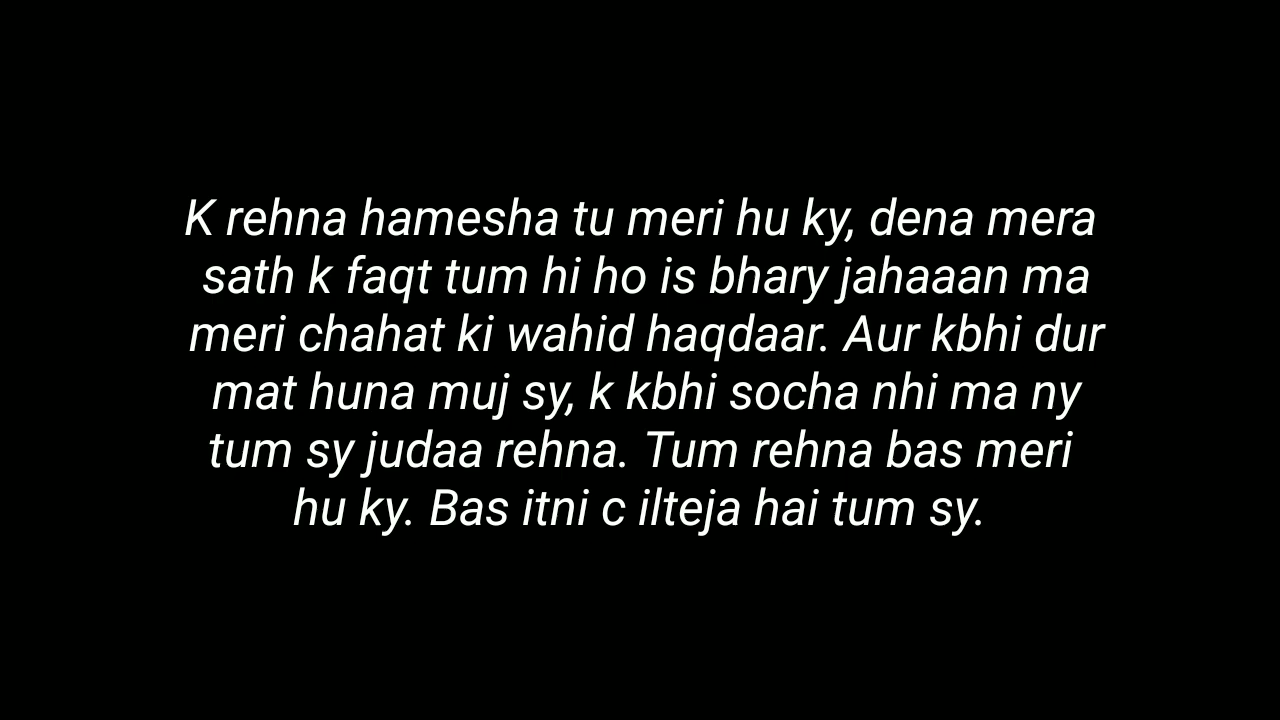 K rehna hamesha tu meri hu ky, dena mera
sath k faqt tum hi ho is bhary jahaaan ma
meri chahat ki wahid haqdaar. Aur kbhi dur
mat huna muj sy, k kbhi socha nhi ma ny
tum sy judaa rehna. Tum rehna bas meri
hu ky. Bas itni c ilteja hai tum sy.